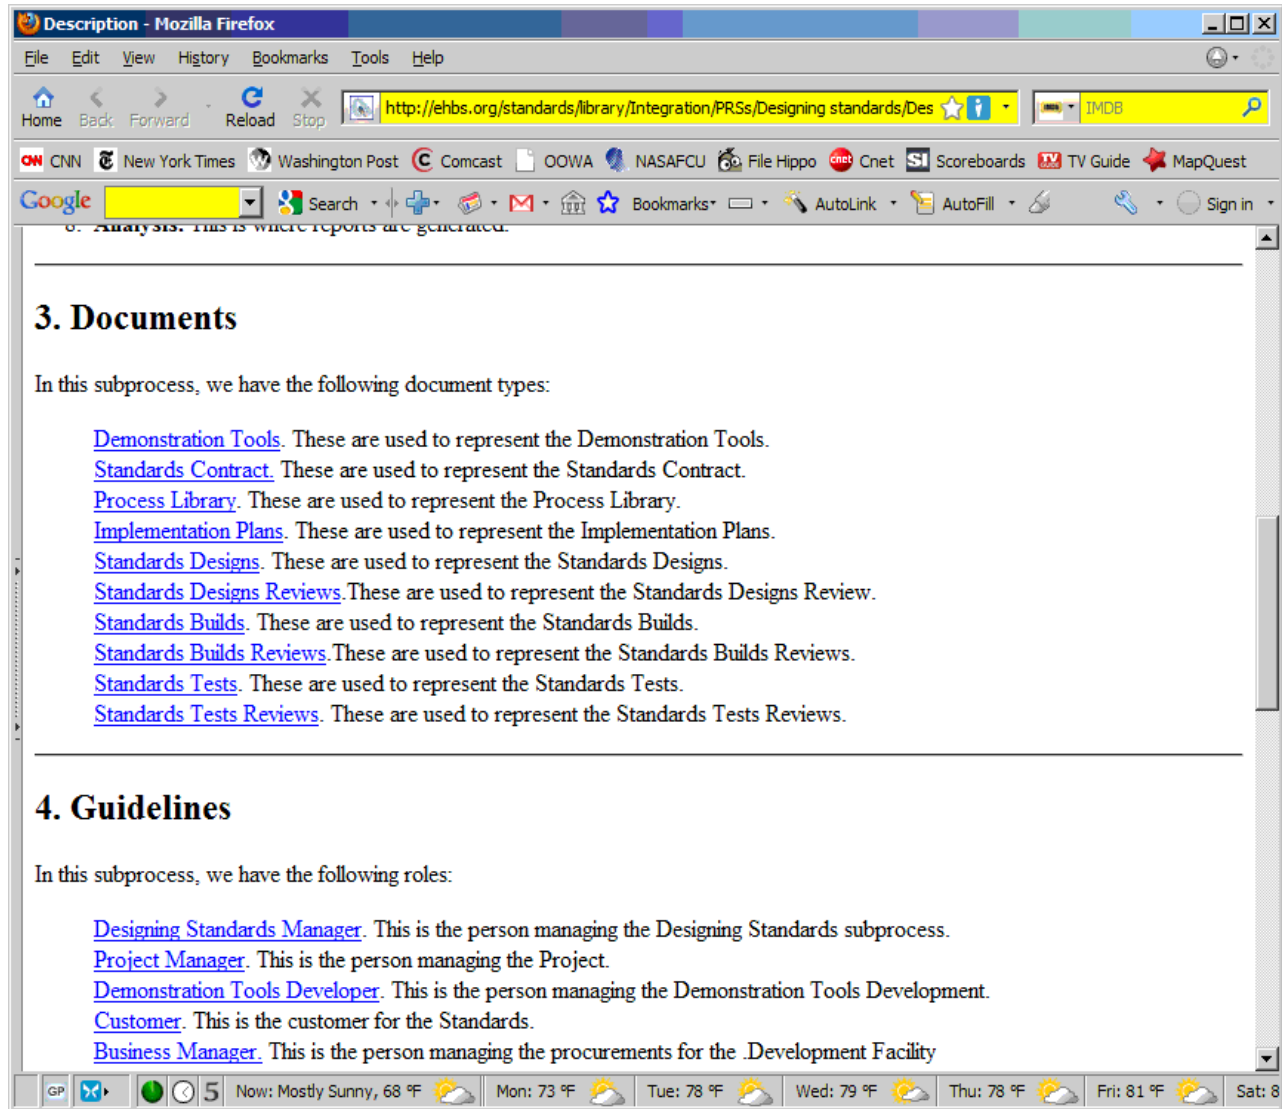 Description - Mozilla Firefox
File Edit View History Bookmarks Tools Help
Home Back Forward Reload Stop http://ehbs.org/standards/library/Integration/PRSs/Designing standards/Des IMDB
CNN New York Times Washington Post Comcast OOWA NASAFCU File Hippo cnet Cnet SI Scoreboards TV Guide MapQuest
Google Search Bookmarks AutoLink AutoFill Sign in
8. Analysis. This is where reports are generated.
3. Documents
In this subprocess, we have the following document types:
Demonstration Tools. These are used to represent the Demonstration Tools.
Standards Contract. These are used to represent the Standards Contract.
Process Library. These are used to represent the Process Library.
Implementation Plans. These are used to represent the Implementation Plans.
Standards Designs. These are used to represent the Standards Designs.
Standards Designs Reviews.These are used to represent the Standards Designs Review.
Standards Builds. These are used to represent the Standards Builds.
Standards Builds Reviews.These are used to represent the Standards Builds Reviews.
Standards Tests. These are used to represent the Standards Tests.
Standards Tests Reviews. These are used to represent the Standards Tests Reviews.
4. Guidelines
In this subprocess, we have the following roles:
Designing Standards Manager. This is the person managing the Designing Standards subprocess.
Project Manager. This is the person managing the Project.
Demonstration Tools Developer. This is the person managing the Demonstration Tools Development.
Customer. This is the customer for the Standards.
Business Manager. This is the person managing the procurements for the .Development Facility
GP 5 Now: Mostly Sunny, 68 °F Mon: 73 °F Tue: 78 °F Wed: 79 °F Thu: 78 °F Fri: 81 °F Sat: 8